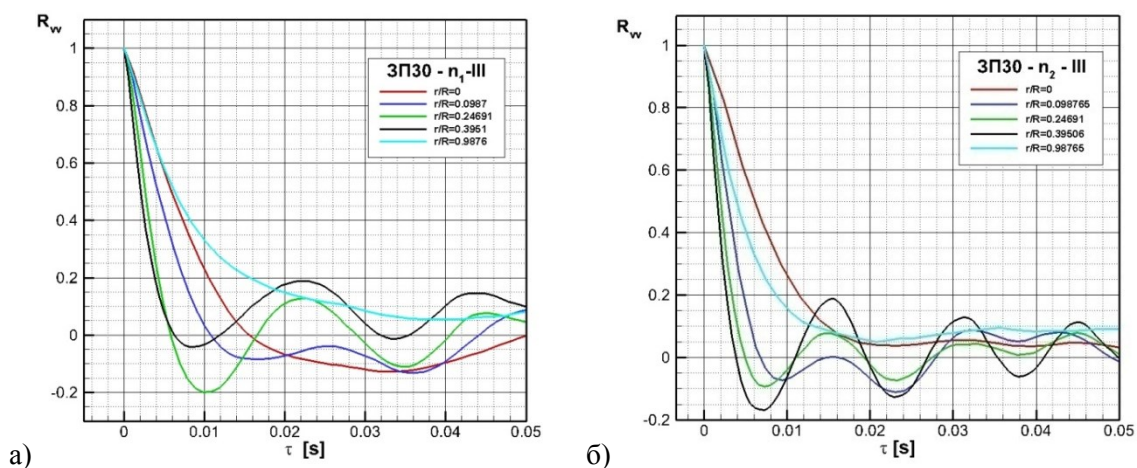 R_vv
1
0.8
0.6
0.4
0.2
0
-0.2
0 0.01 0.02 0.03 0.04 0.05
τ [s]
ЗП30 - n₁-III
r/R=0
r/R=0.0987
r/R=0.24691
r/R=0.3951
r/R=0.9876
а)
R_vv
1
0.8
0.6
0.4
0.2
0
-0.2
0 0.01 0.02 0.03 0.04 0.05
τ [s]
ЗП30 - n₂ - III
r/R=0
r/R=0.098765
r/R=0.24691
r/R=0.39506
r/R=0.98765
б)